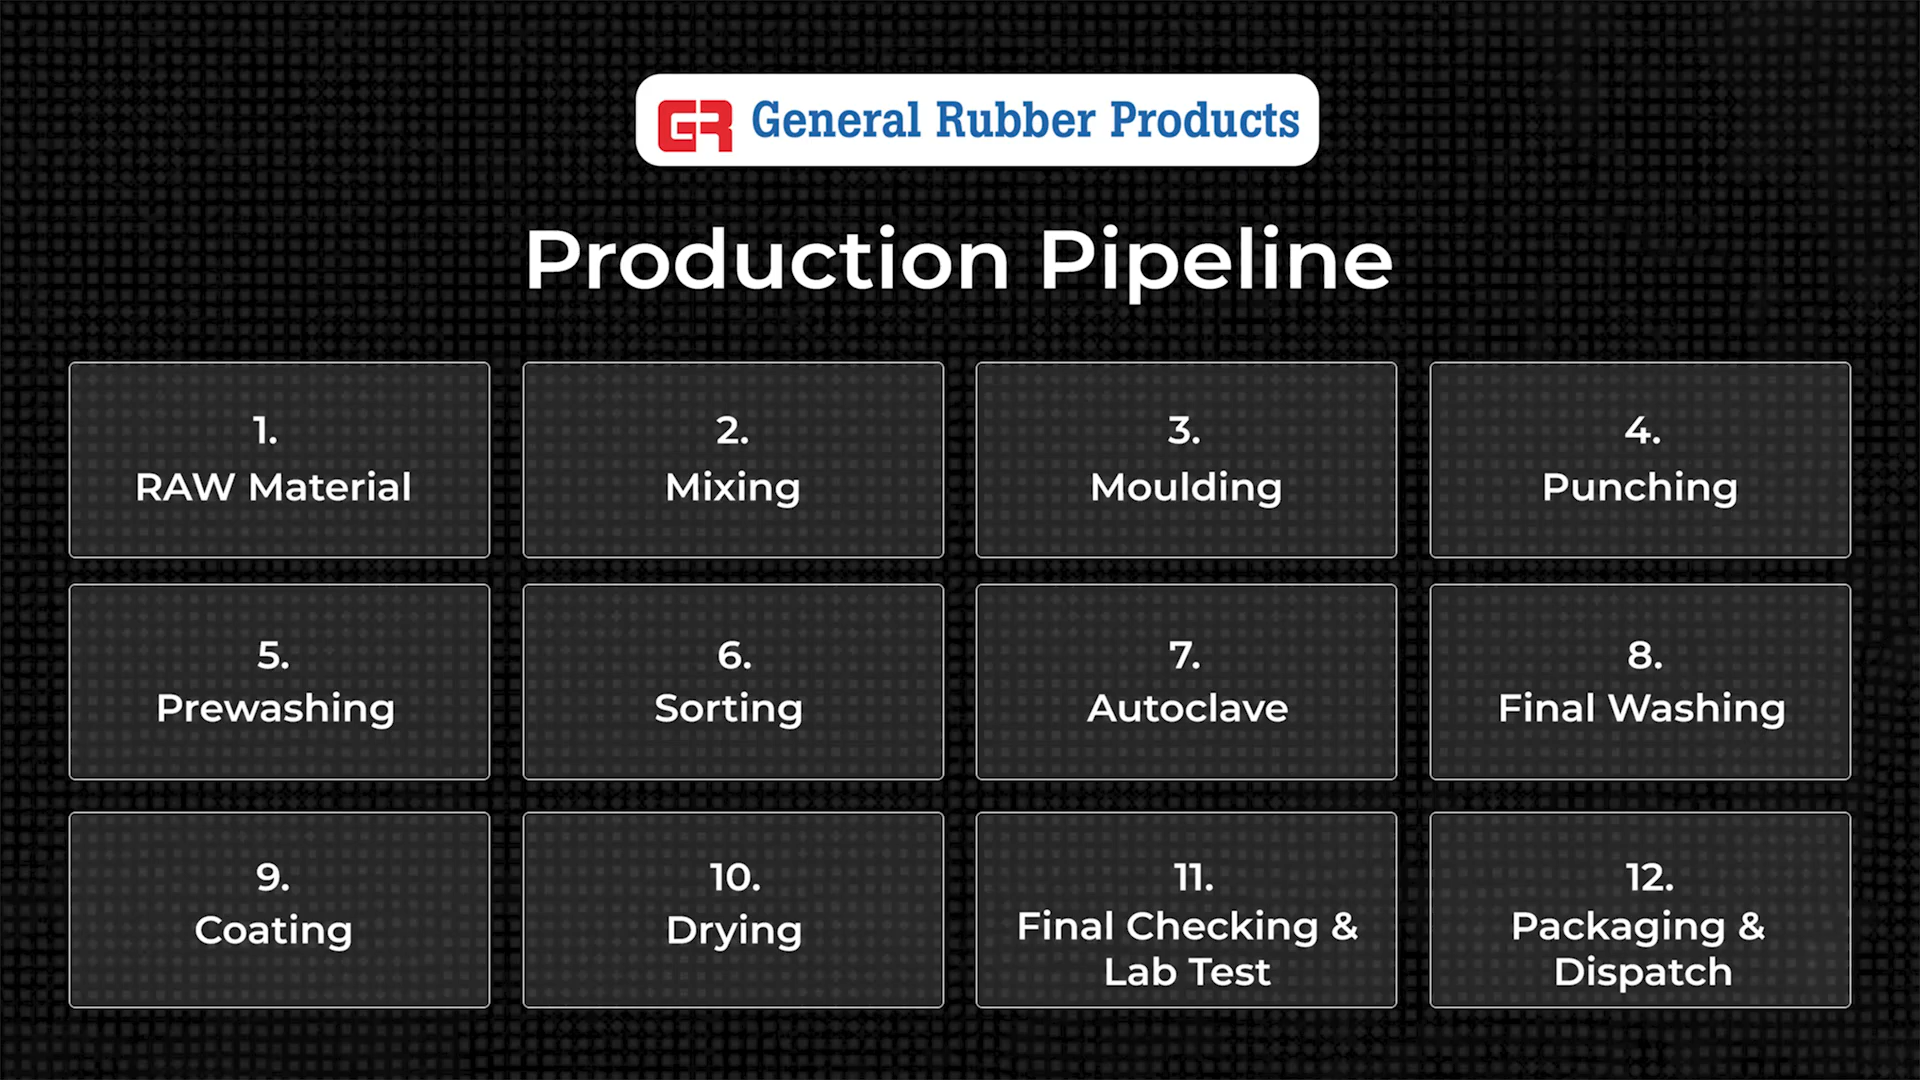 GR General Rubber Products
Production Pipeline
1.
RAW Material
2.
Mixing
3.
Moulding
4.
Punching
5.
Prewashing
6.
Sorting
7.
Autoclave
8.
Final Washing
9.
Coating
10.
Drying
11.
Final Checking &
Lab Test
12.
Packaging &
Dispatch